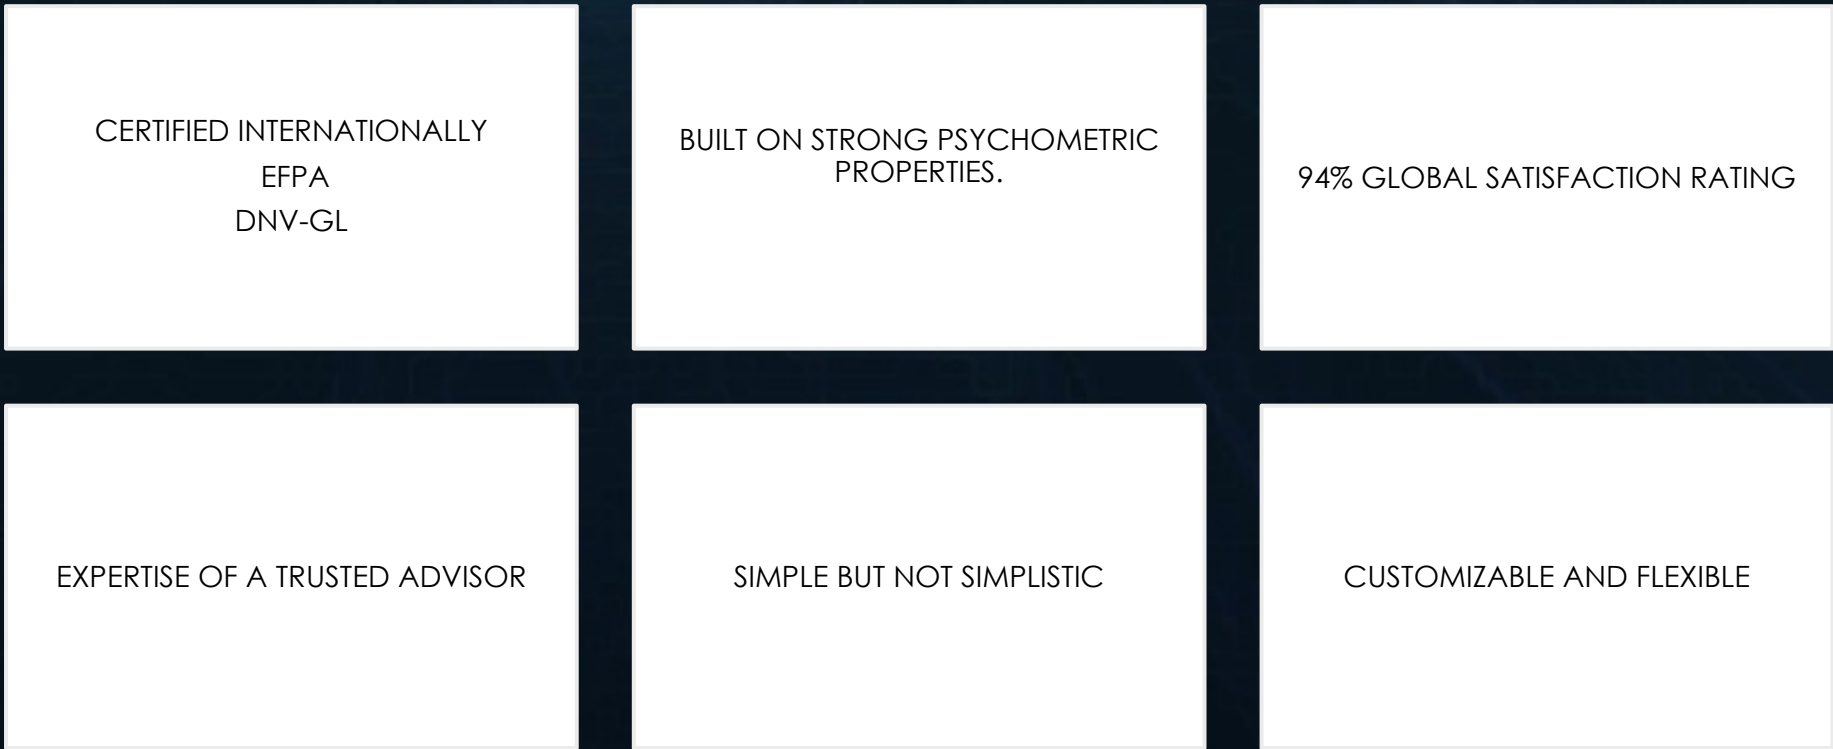 CERTIFIED INTERNATIONALLY
EFPA
DNV-GL
BUILT ON STRONG PSYCHOMETRIC
PROPERTIES.
94% GLOBAL SATISFACTION RATING
EXPERTISE OF A TRUSTED ADVISOR
SIMPLE BUT NOT SIMPLISTIC
CUSTOMIZABLE AND FLEXIBLE